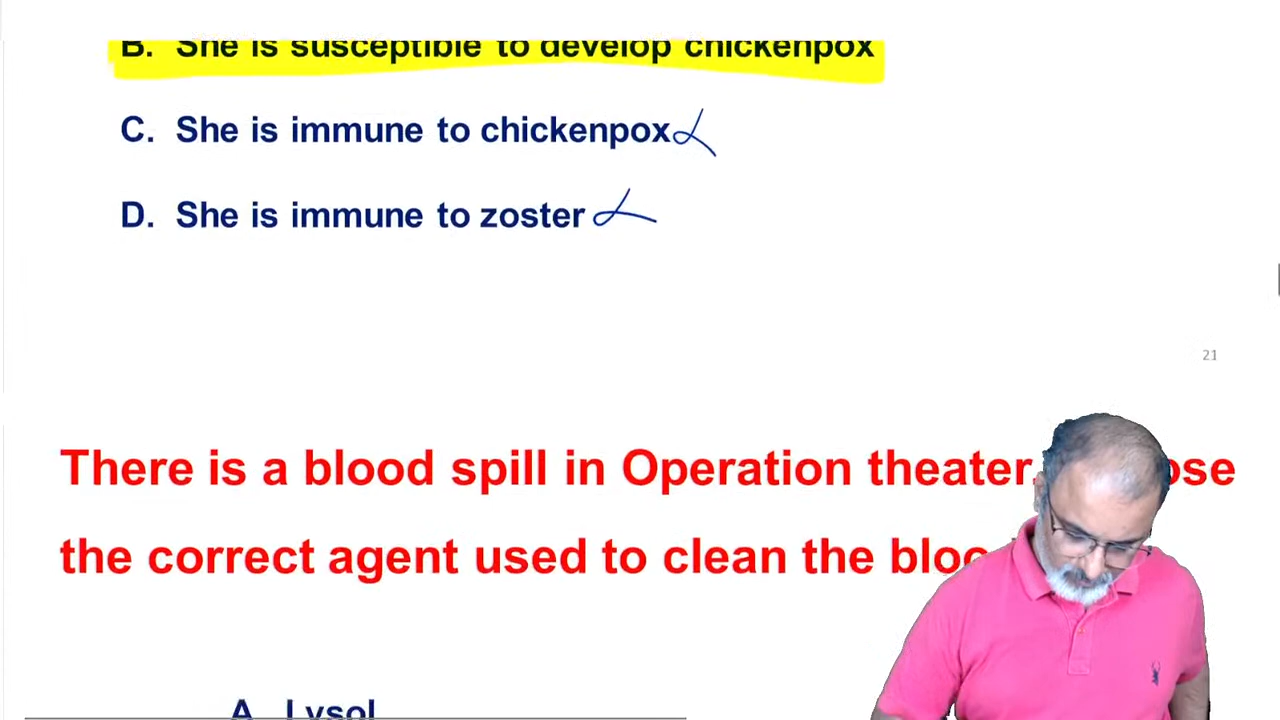 B. She is susceptible to develop chickenpox
C. She is immune to chickenpox
D. She is immune to zoster
21
There is a blood spill in Operation theater.
the correct agent used to clean the
A. Lysol